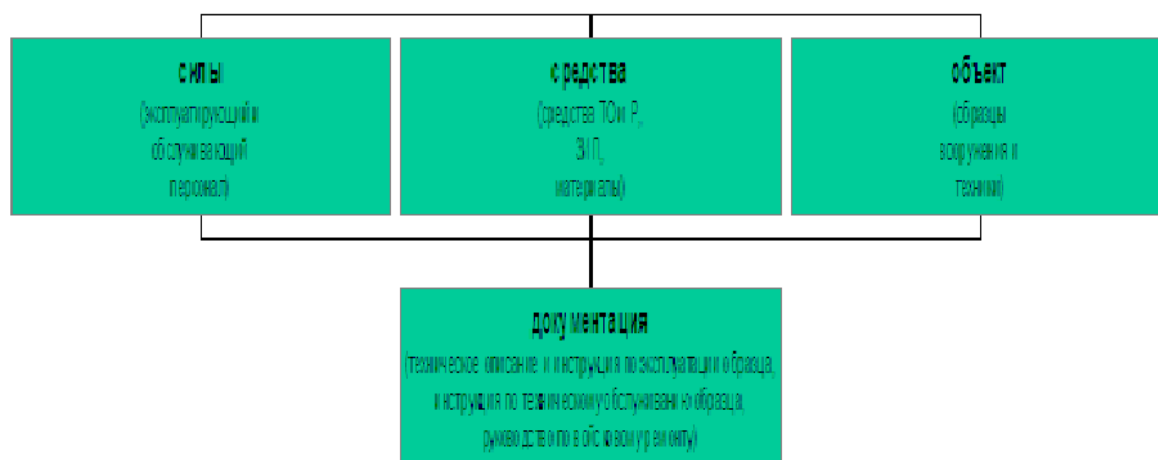 силы
(эксплуатирующий и
обслуживающий
персонал)
средства
(средства ТО и Р,
ЗИП,
материалы)
объект
(образцы
вооружения и
техники)
документация
(техническое описание и инструкция по эксплуатации образца,
инструкция по техническому обслуживанию образца,
руководство по войсковому ремонту)